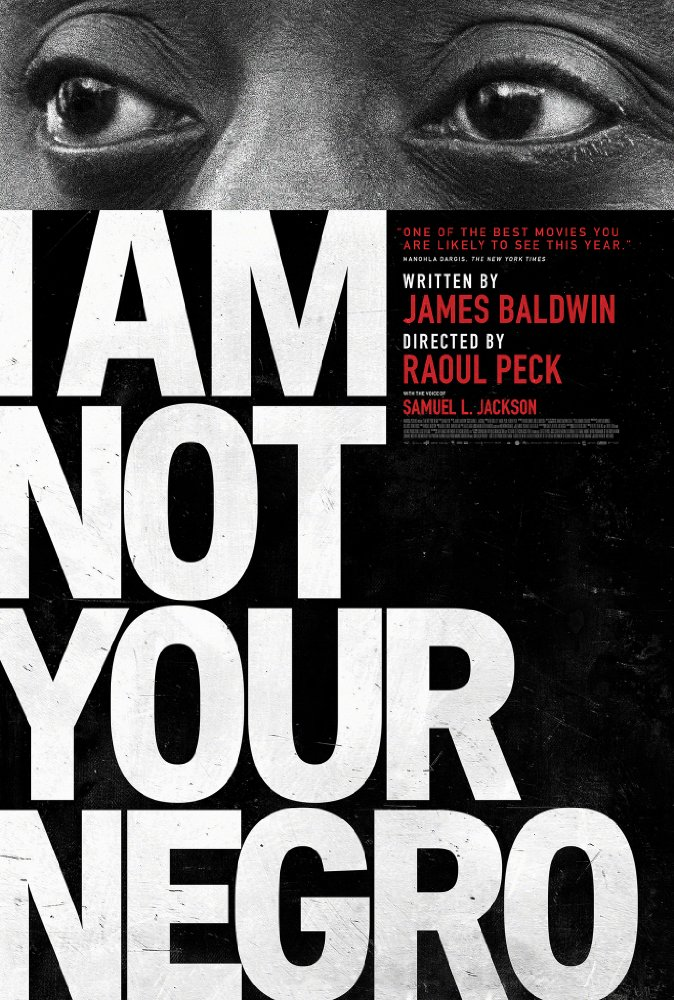 I AM
NOT
YOUR
NEGRO
"ONE OF THE BEST MOVIES YOU
ARE LIKELY TO SEE THIS YEAR."
MANOHLA DARGIS, THE NEW YORK TIMES
WRITTEN BY
JAMES BALDWIN
DIRECTED BY
RAOUL PECK
WITH THE VOICE OF
SAMUEL L. JACKSON